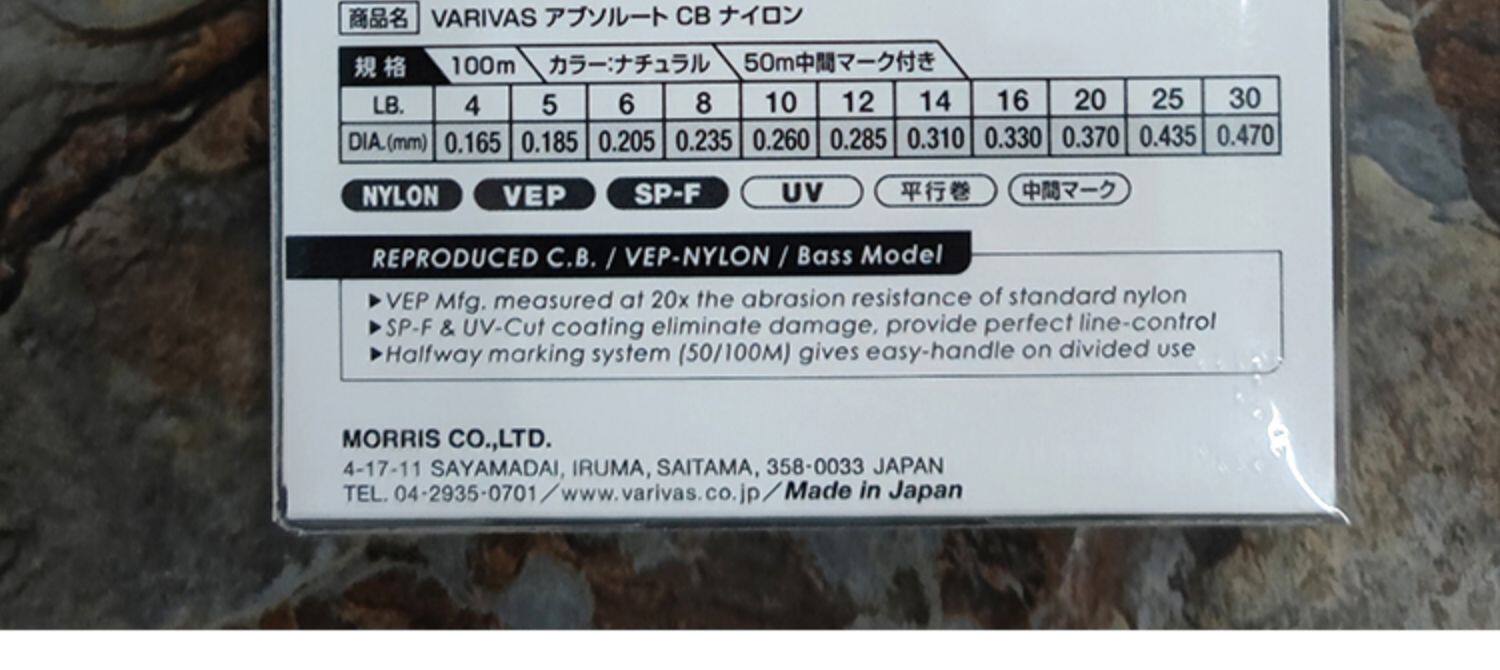 商品名 VARIVAS アブソルート CB ナイロン
規格 100m カラー:ナチュラル 50m中間マーク付き
LB. 4 5 6 8 10 12 14 16 20 25 30
DIA.(mm) 0.165 0.185 0.205 0.235 0.260 0.285 0.310 0.330 0.370 0.435 0.470
NYLON VEP SP-F UV 平行巻 中間マーク
REPRODUCED C.B. / VEP-NYLON / Bass Model
▶VEP Mfg. measured at 20x the abrasion resistance of standard nylon
▶SP-F & UV-Cut coating eliminate damage, provide perfect line-control
▶Halfway marking system (50/100M) gives easy-handle on divided use
MORRIS CO.,LTD.
4-17-11 SAYAMADAI, IRUMA, SAITAMA, 358-0033 JAPAN
TEL. 04-2935-0701/www.varivas.co.jp/Made in Japan